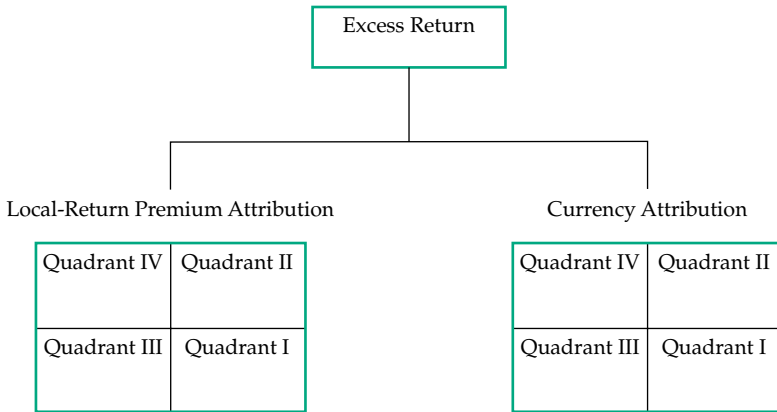 Excess Return
Local-Return Premium Attribution
Currency Attribution
Quadrant IV
Quadrant II
Quadrant IV
Quadrant II
Quadrant III
Quadrant I
Quadrant III
Quadrant I